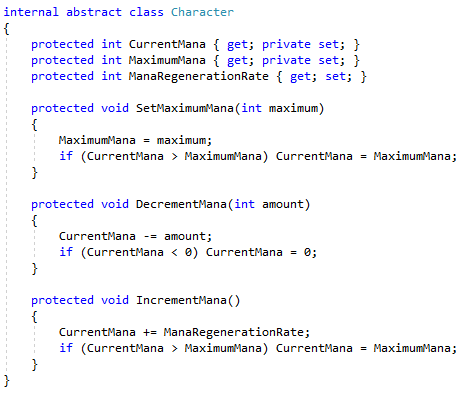 internal abstract class Character
{
    protected int CurrentMana { get; private set; }
    protected int MaximumMana { get; private set; }
    protected int ManaRegenerationRate { get; set; }

    protected void SetMaximumMana(int maximum)
    {
        MaximumMana = maximum;
        if (CurrentMana > MaximumMana) CurrentMana = MaximumMana;
    }

    protected void DecrementMana(int amount)
    {
        CurrentMana -= amount;
        if (CurrentMana < 0) CurrentMana = 0;
    }

    protected void IncrementMana()
    {
        CurrentMana += ManaRegenerationRate;
        if (CurrentMana > MaximumMana) CurrentMana = MaximumMana;
    }
}